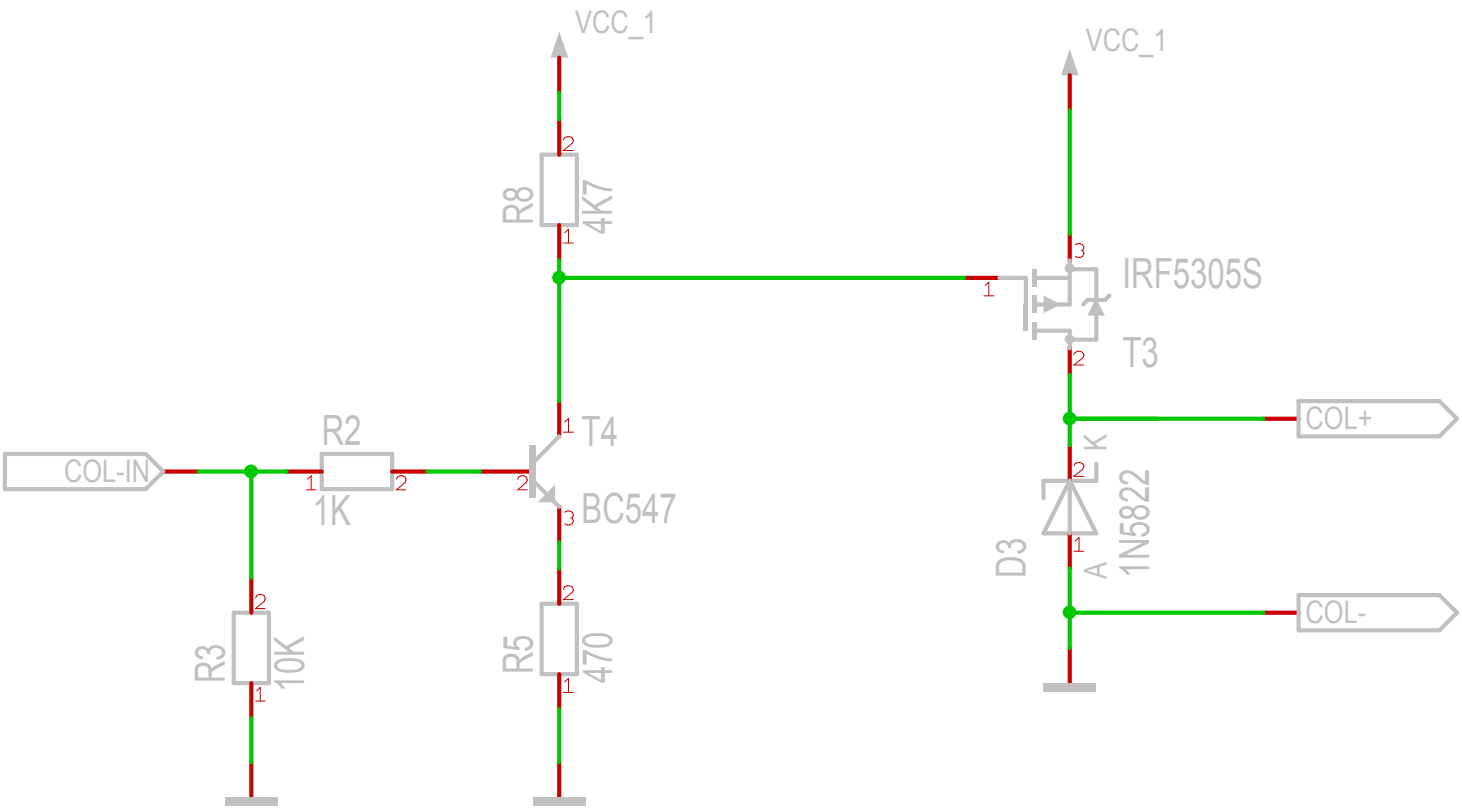 VCC_1
VCC_1
2
R8
4K7
1
3
IRF5305S
1
T3
2
COL+
K
R2
1
T4
COL-IN
1
2
2
2
1K
BC547
3
1N5822
D3
1
A
2
2
COL-
R3
10K
R5
470
1
1